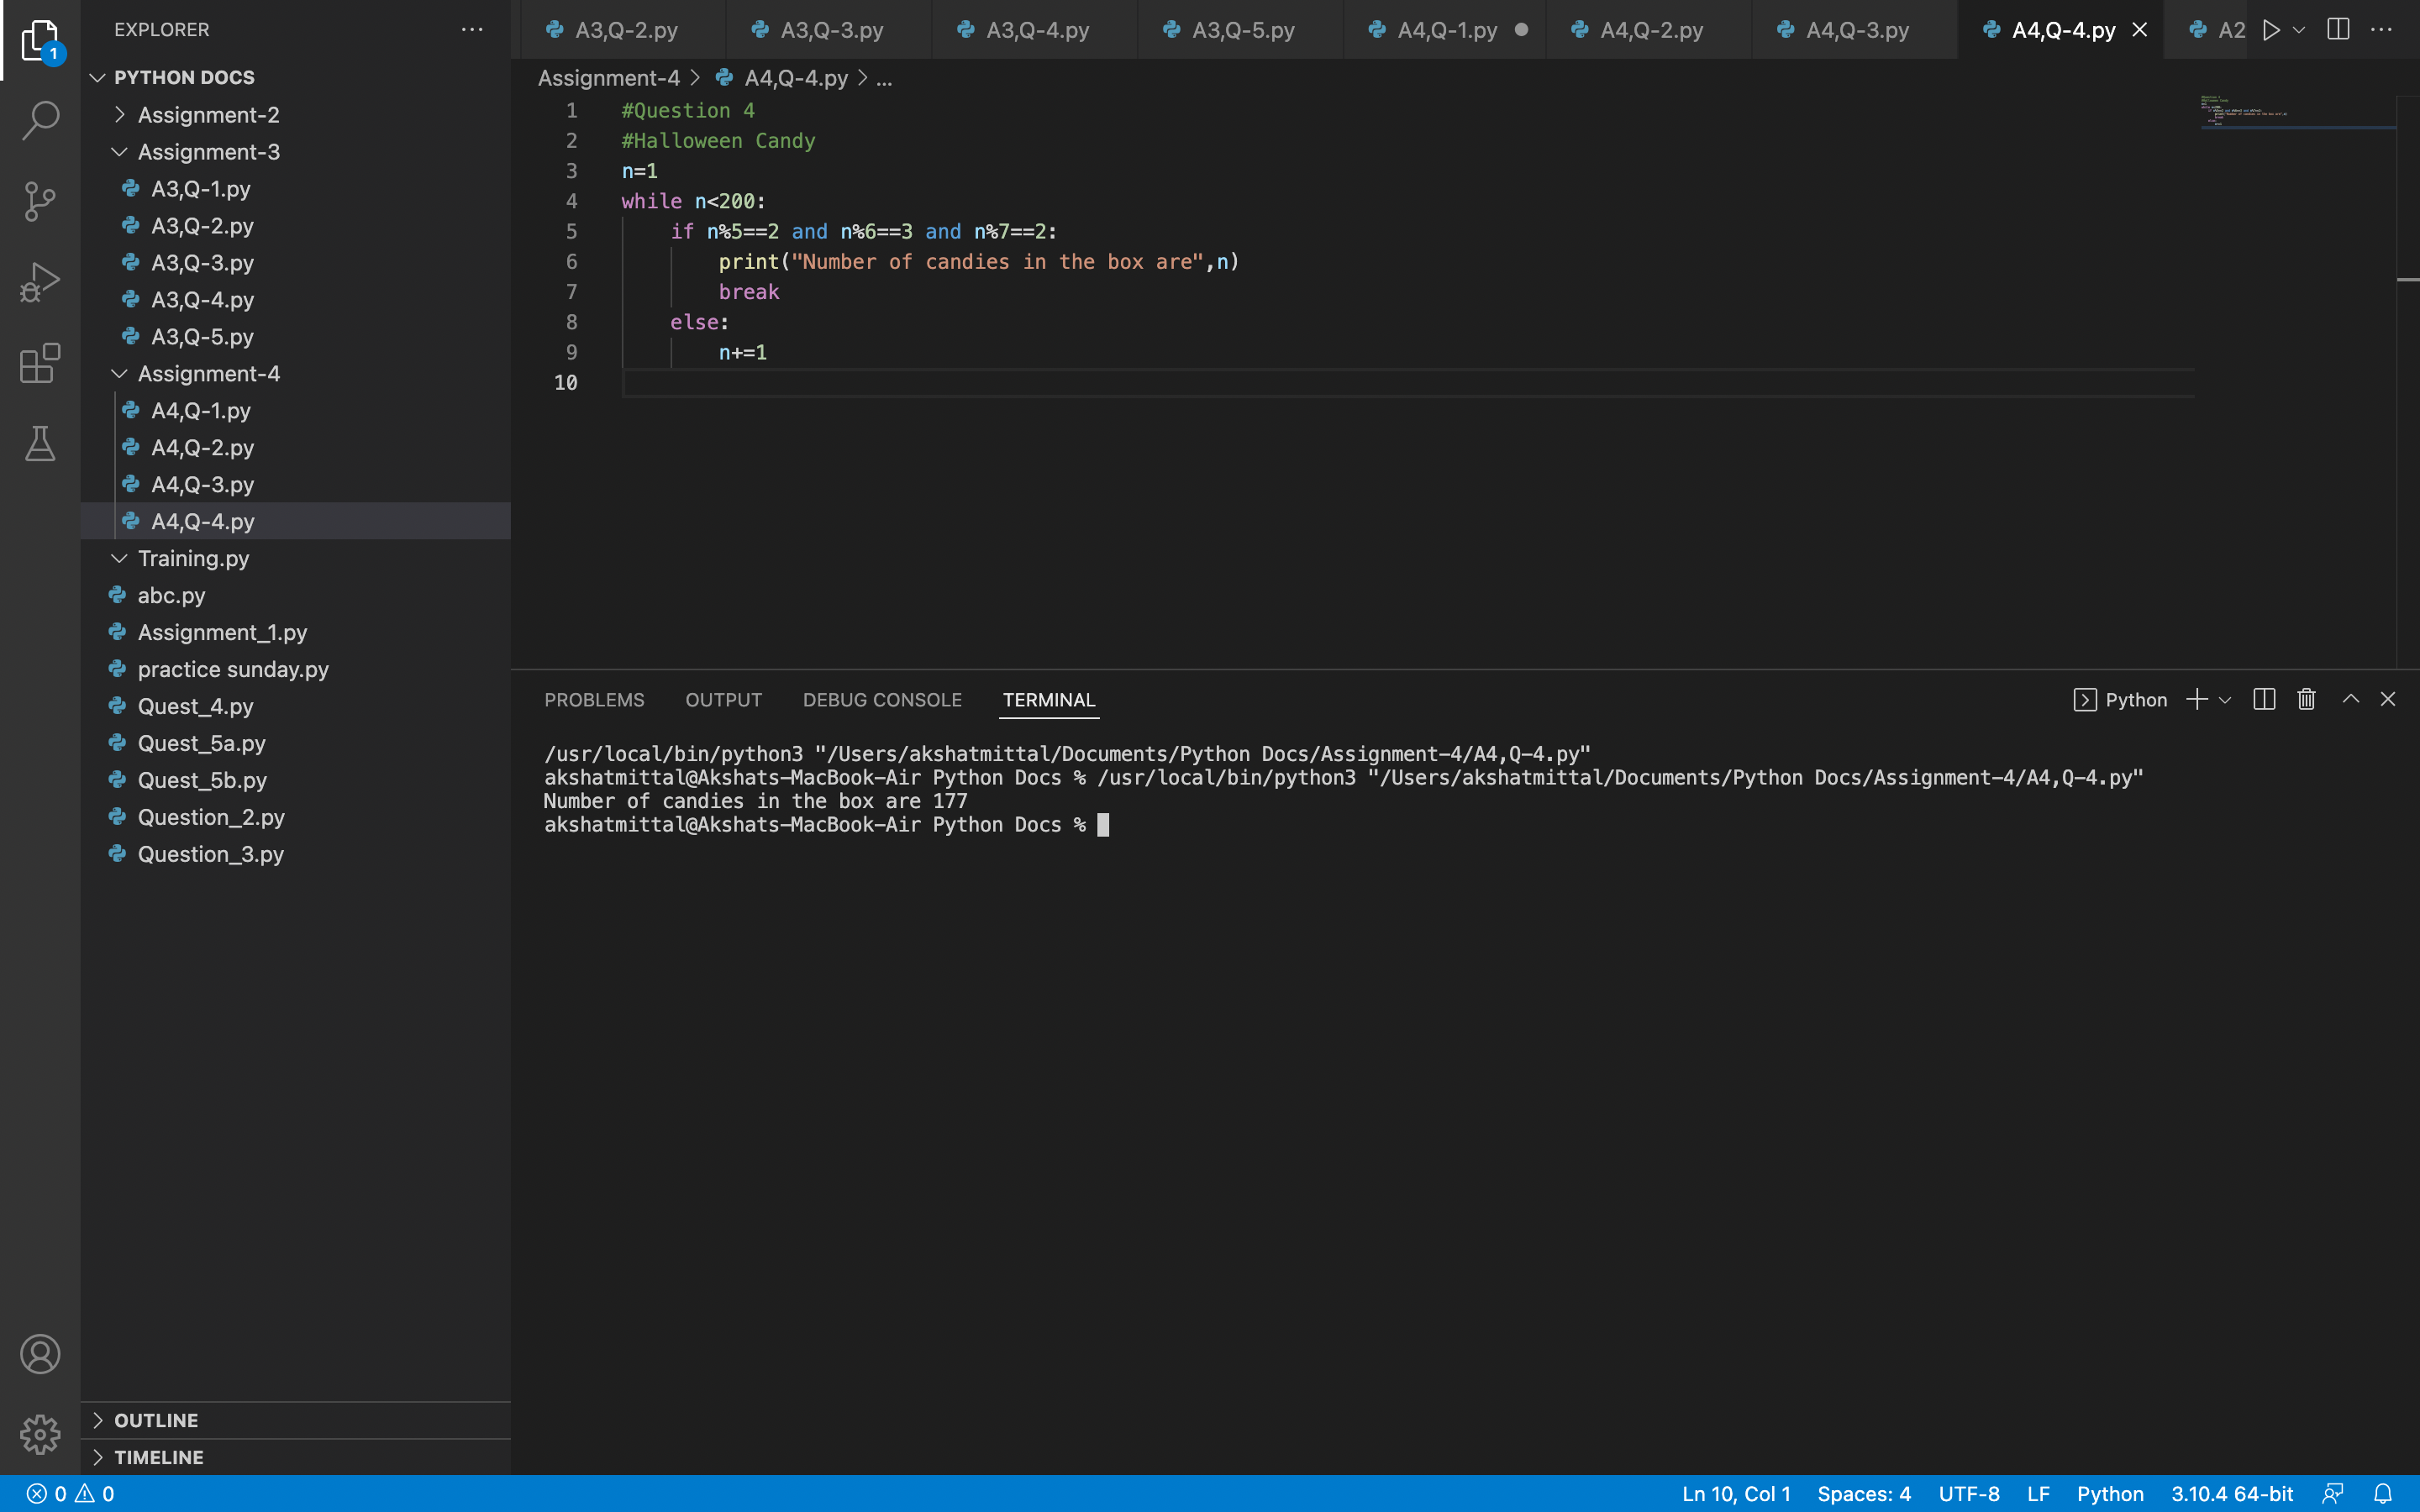 EXPLORER
1
PYTHON DOCS
Assignment-2
Assignment-3
A3,Q-1.py
A3,Q-2.py
A3,Q-3.py
A3,Q-4.py
A3,Q-5.py
Assignment-4
A4,Q-1.py
A4,Q-2.py
A4,Q-3.py
A4,Q-4.py
Training.py
abc.py
Assignment_1.py
practice sunday.py
Quest_4.py
Quest_5a.py
Quest_5b.py
Question_2.py
Question_3.py
OUTLINE
TIMELINE
A3,Q-2.py A3,Q-3.py A3,Q-4.py A3,Q-5.py A4,Q-1.py A4,Q-2.py A4,Q-3.py A4,Q-4.py A2
Assignment-4 > A4,Q-4.py > ...
1 #Question 4
2 #Halloween Candy
3 n=1
4 while n<200:
5 if n%5==2 and n%6==3 and n%7==2:
6 print("Number of candies in the box are",n)
7 break
8 else:
9 n+=1
10
PROBLEMS OUTPUT DEBUG CONSOLE TERMINAL Python
/usr/local/bin/python3 "/Users/akshatmittal/Documents/Python Docs/Assignment-4/A4,Q-4.py"
akshatmittal@Akshats-MacBook-Air Python Docs % /usr/local/bin/python3 "/Users/akshatmittal/Documents/Python Docs/Assignment-4/A4,Q-4.py"
Number of candies in the box are 177
akshatmittal@Akshats-MacBook-Air Python Docs %
0 0 Ln 10, Col 1 Spaces: 4 UTF-8 LF Python 3.10.4 64-bit